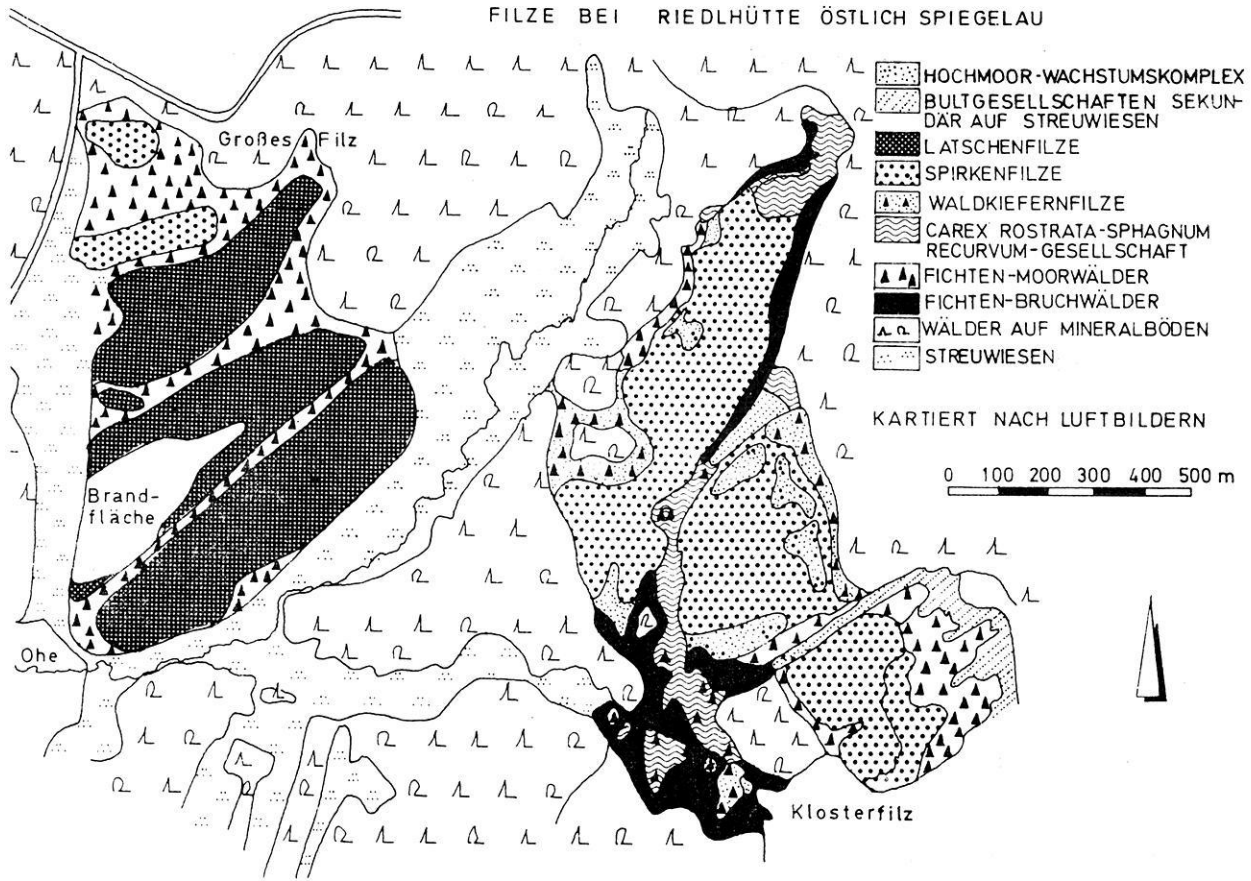 FILZE BEI RIEDLHÜTTE ÖSTLICH SPIEGELAU
HOCHMOOR-WACHSTUMSKOMPLEX
BULTGESELLSCHAFTEN SEKUN-
DÄR AUF STREUWIESEN
LATSCHENFILZE
SPIRKENFILZE
WALDKIEFERNFILZE
CAREX ROSTRATA-SPHAGNUM
RECURVUM-GESELLSCHAFT
FICHTEN-MOORWÄLDER
FICHTEN-BRUCHWÄLDER
WÄLDER AUF MINERALBÖDEN
STREUWIESEN
KARTIERT NACH LUFTBILDERN
0 100 200 300 400 500 m
Großes Filz
Brand-
fläche
Ohe
Klosterfilz